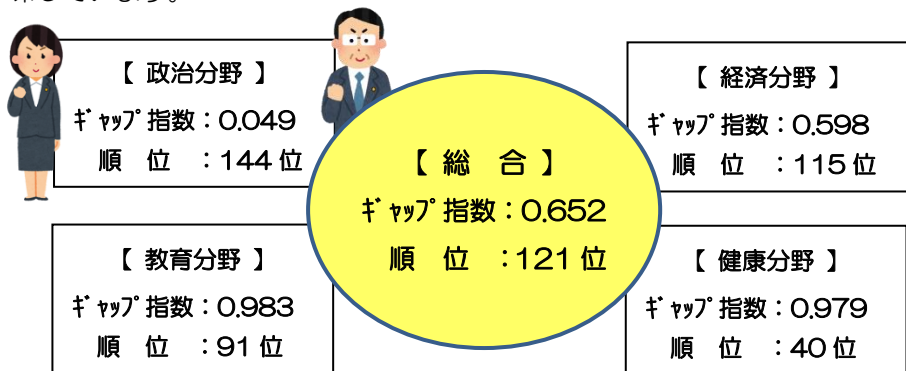 【 政治分野 】
ｷﾞｬｯﾌﾟ指数：0.049
順　位　：144位
【 経済分野 】
ｷﾞｬｯﾌﾟ指数：0.598
順　位　：115位
【 総　合 】
ｷﾞｬｯﾌﾟ指数：0.652
順　位　：121位
【 教育分野 】
ｷﾞｬｯﾌﾟ指数：0.983
順　位　：91位
【 健康分野 】
ｷﾞｬｯﾌﾟ指数：0.979
順　位　：40位